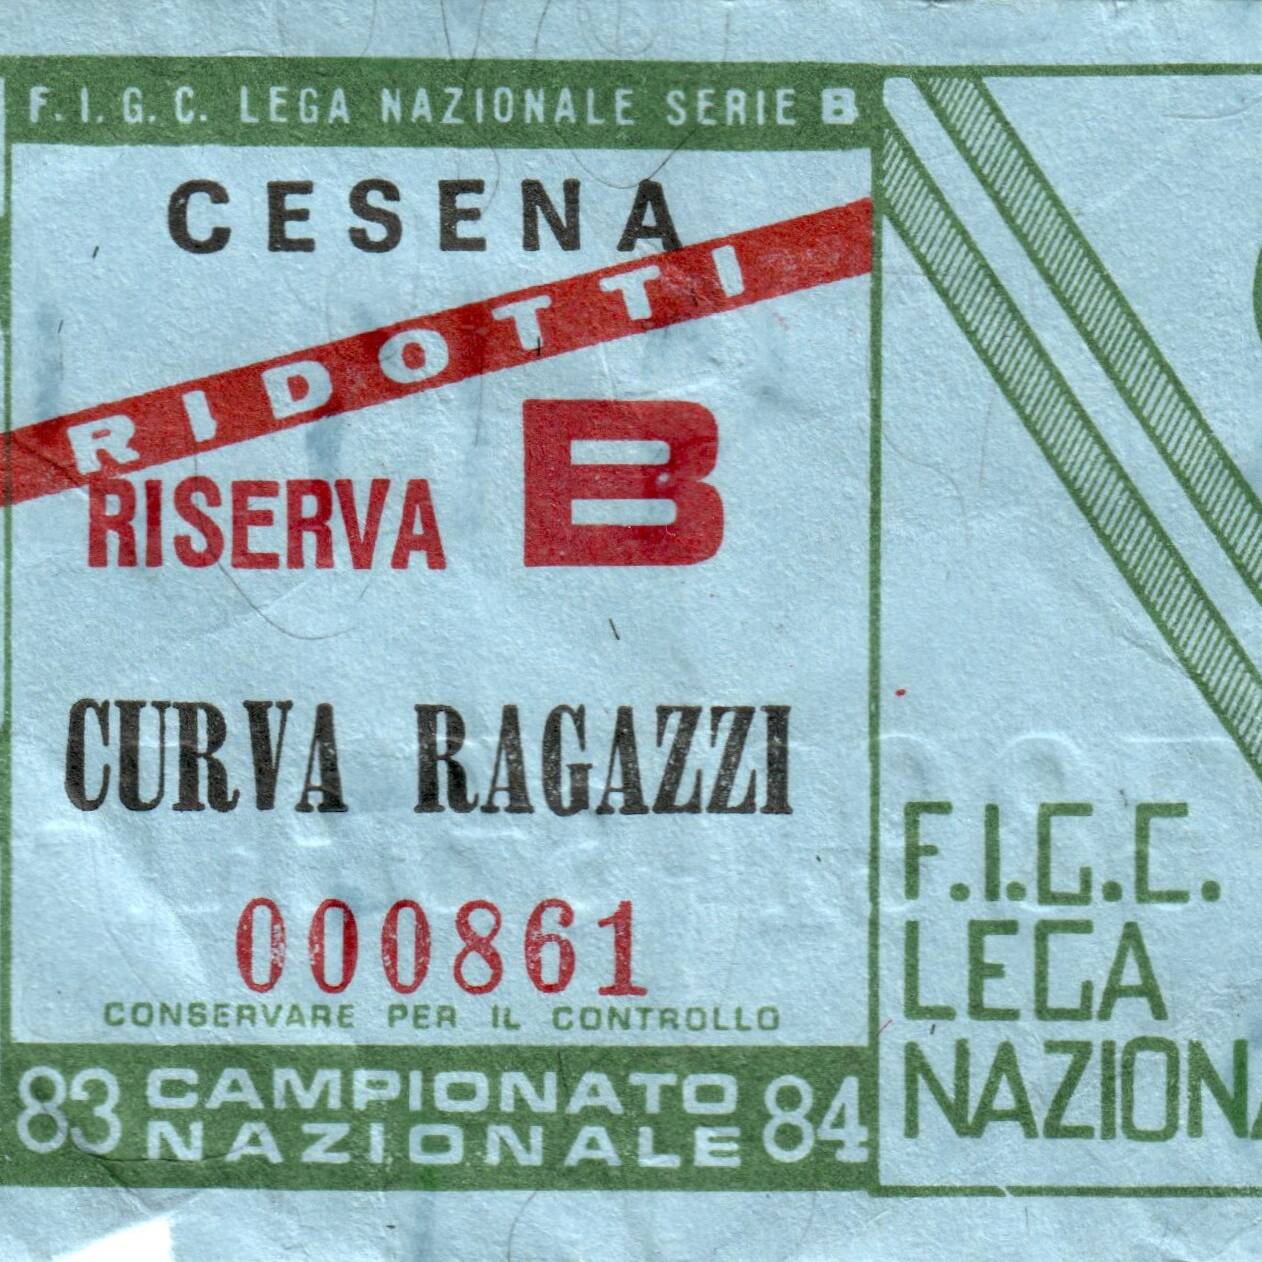 F.I.G.C. LEGA NAZIONALE SERIE B
CESENA
RIDOTTI
RISERVA B
CURVA RAGAZZI
000861
CONSERVARE PER IL CONTROLLO
83 CAMPIONATO NAZIONALE 84
F.I.G.C.
LEGA
NAZIONA